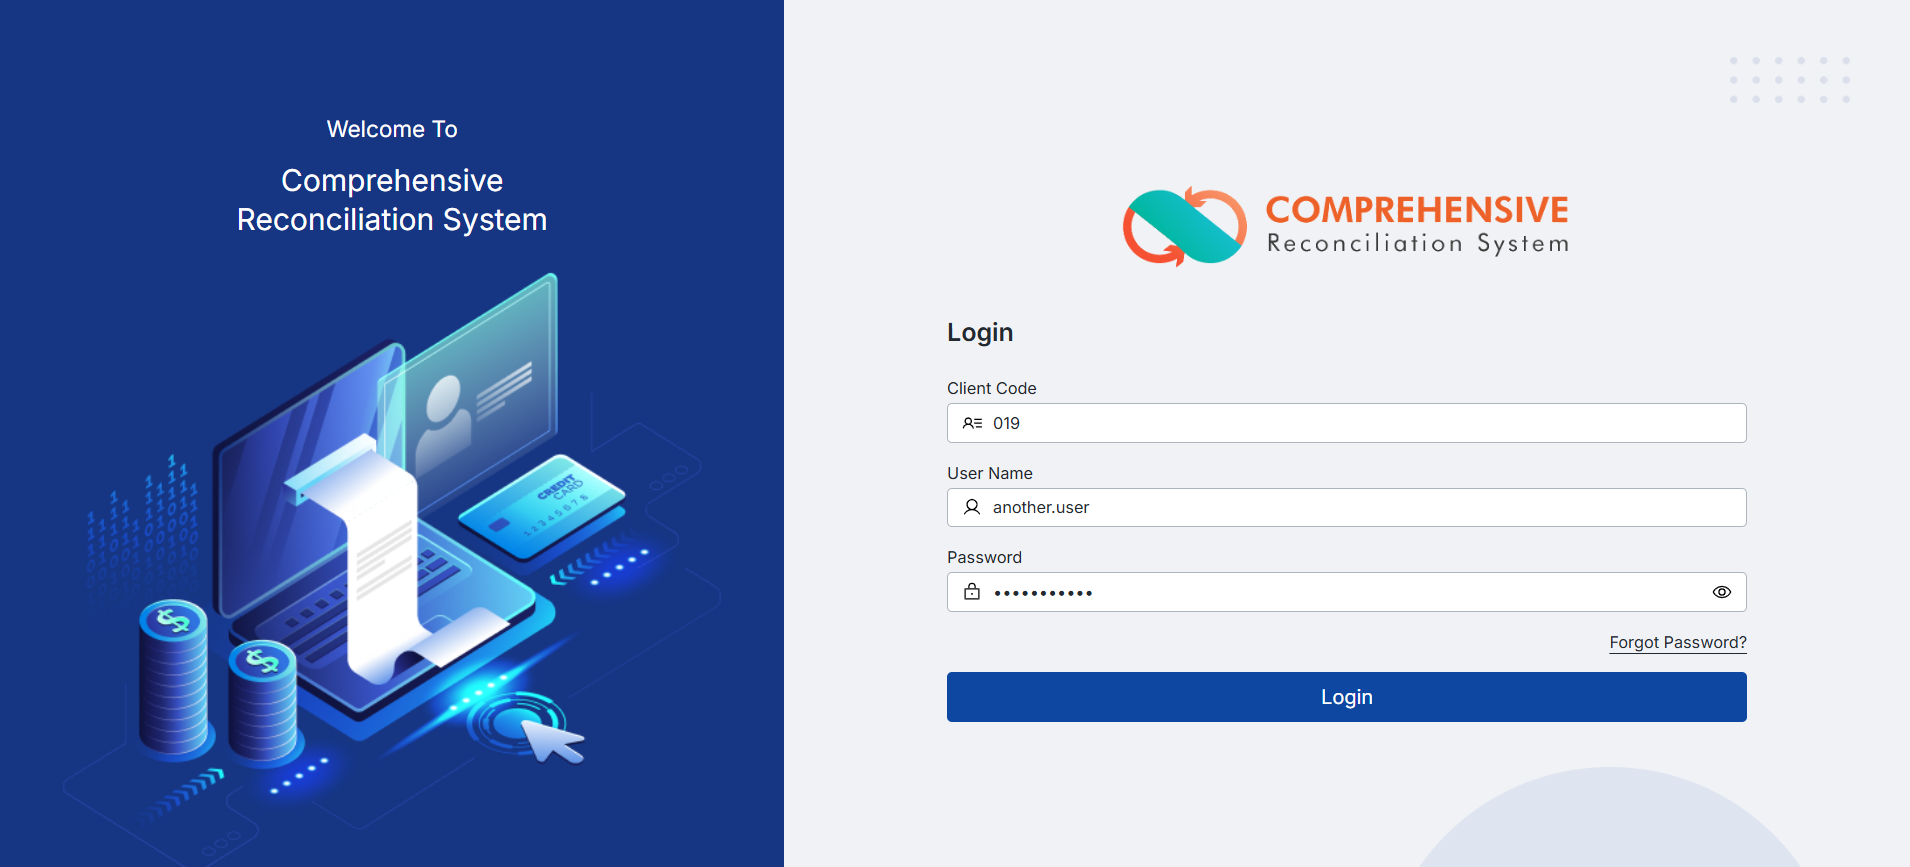 Welcome To
Comprehensive
Reconciliation System
CREDIT
CARD
12345678
COMPREHENSIVE
Reconciliation System
Login
Client Code
019
User Name
another.user
Password
•••••••••••
Forgot Password?
Login